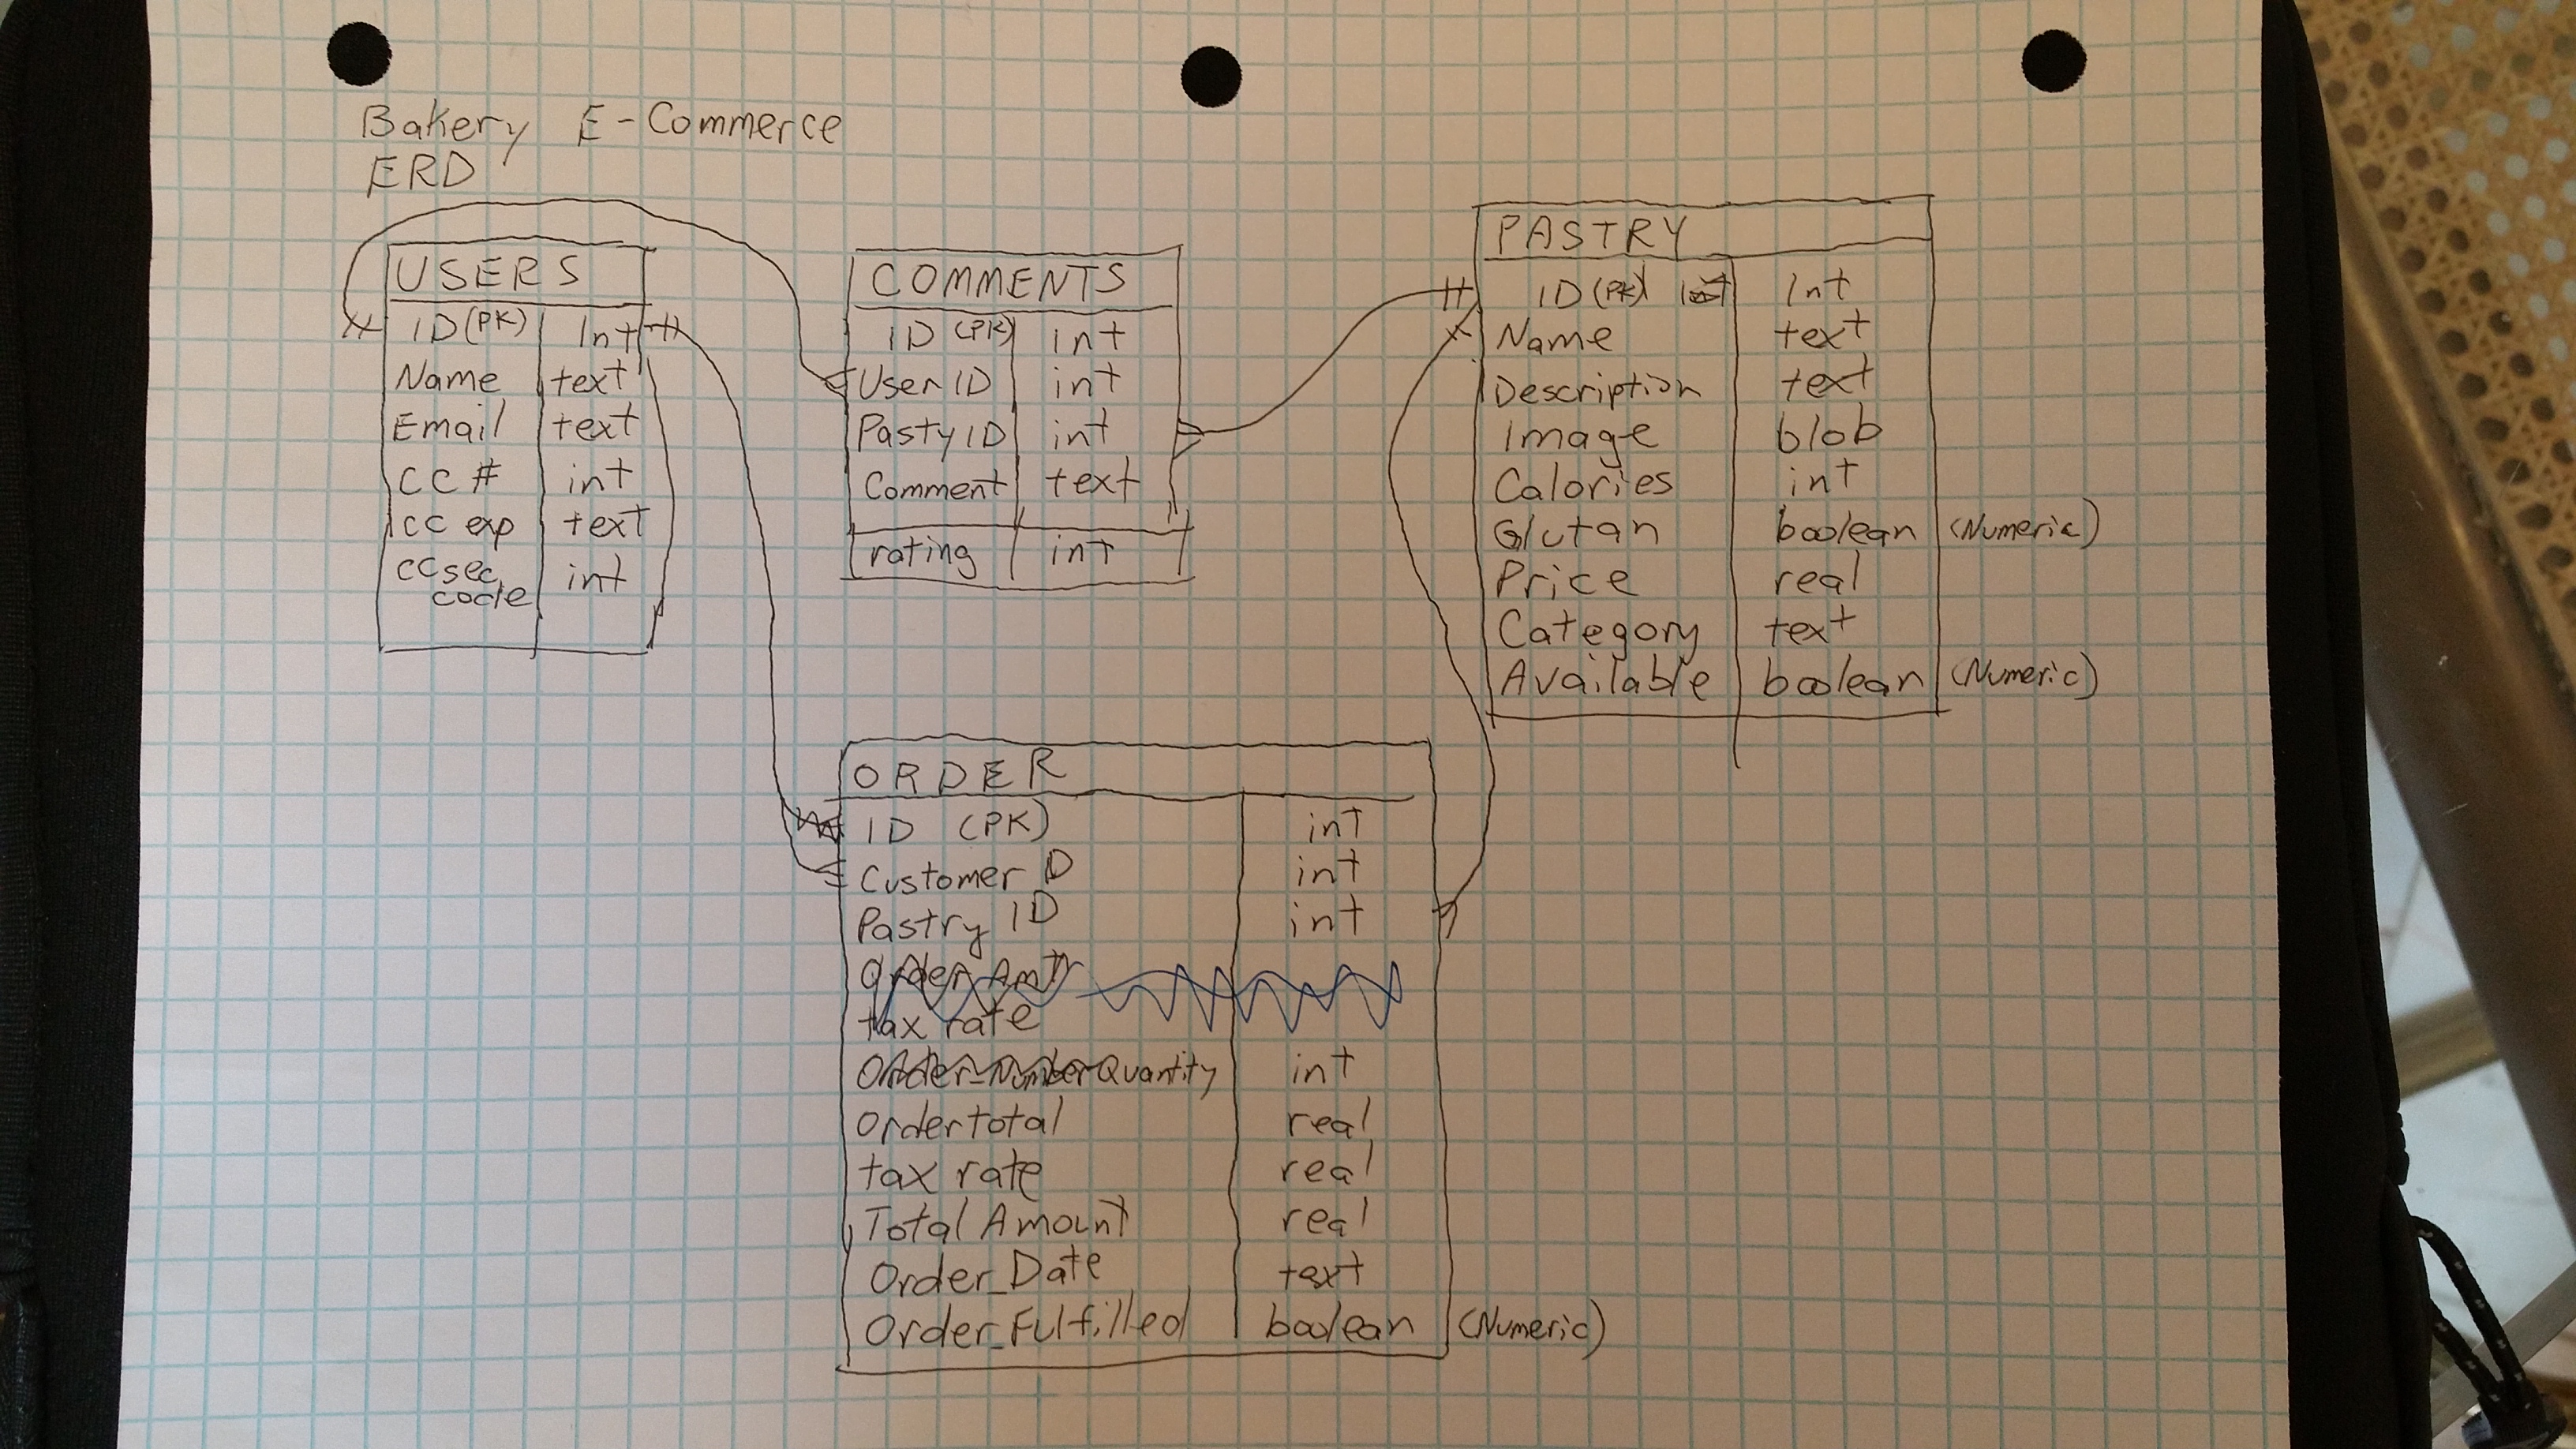 Bakery E-Commerce
ERD
USERS
ID (PK) Int
Name text
Email text
CC # int
CC exp text
CC sec int
code
COMMENTS
ID (PK) int
User ID int
Pasty ID int
Comment text
rating int
PASTRY
ID (PK) Int
Name text
Description text
Image blob
Calories int
Glutan boolean (Numeric)
Price real
Category text
Available boolean (Numeric)
ORDER
ID (PK) int
Customer ID int
Pastry ID int
Order Amt
tax rate
Order_Number Quantity int
Ordertotal real
tax rate real
Total Amount real
Order_Date text
Order_Fulfilled boolean (Numeric)